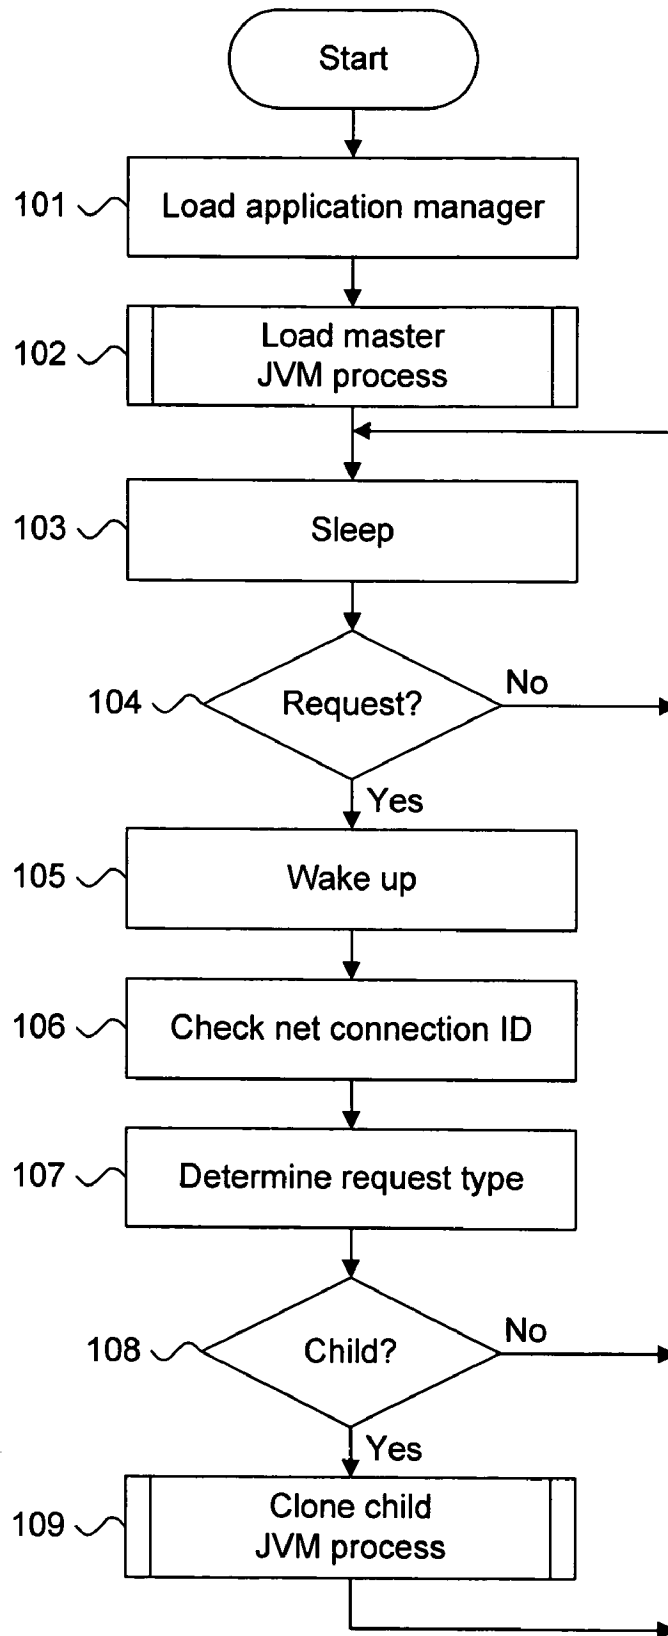 Start
101
Load application manager
102
Load master
JVM process
103
Sleep
104
Request?
No
Yes
105
Wake up
106
Check net connection ID
107
Determine request type
108
Child?
No
Yes
109
Clone child
JVM process